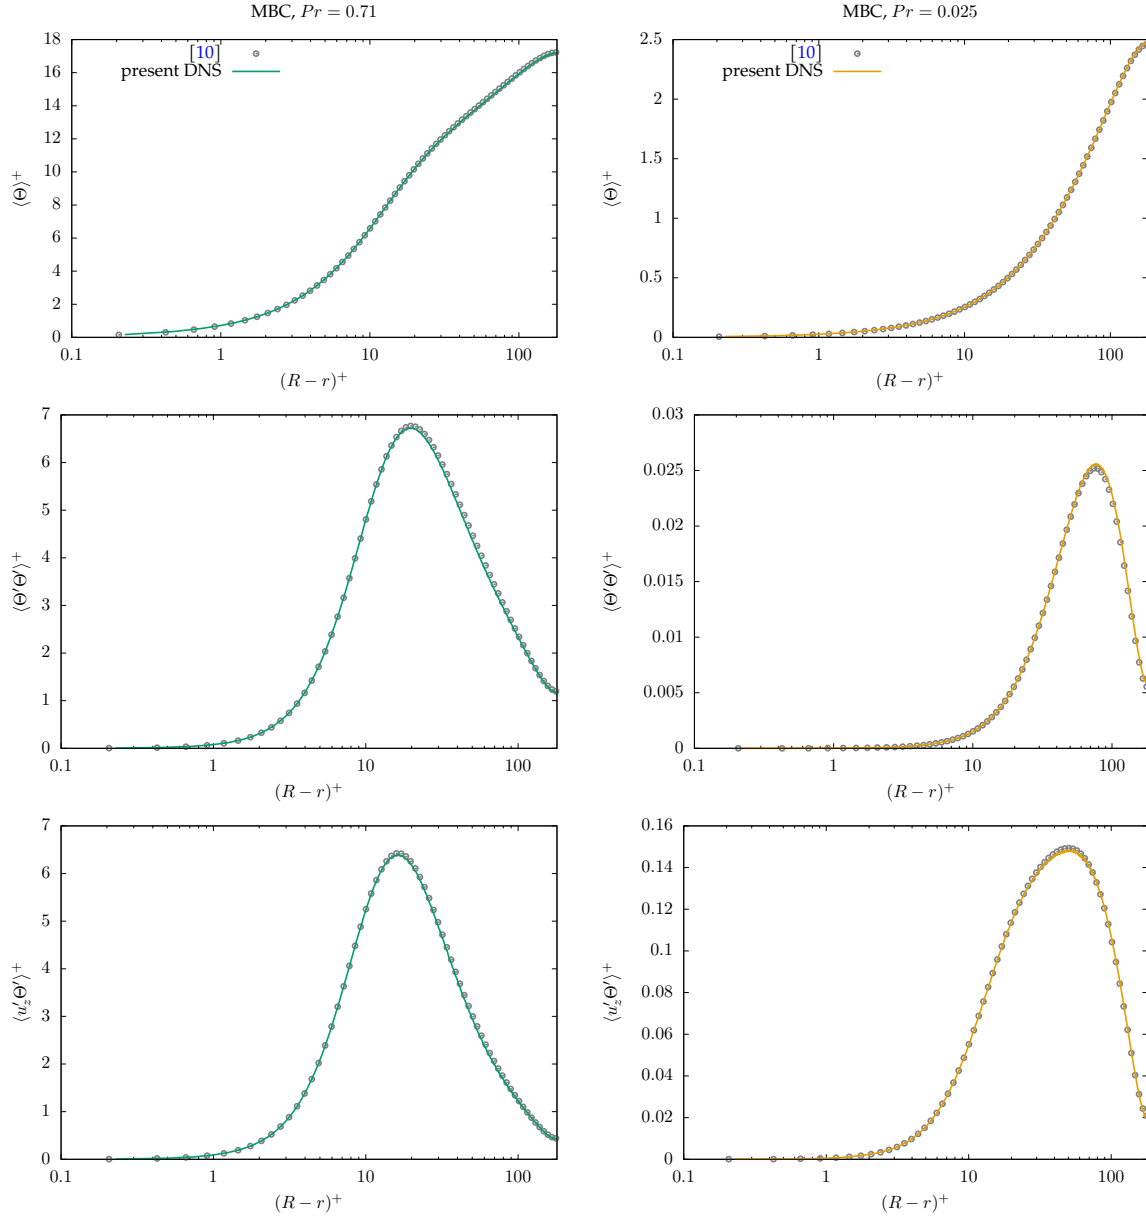 MBC, Pr = 0.71
18
16
14
12
10
8
6
4
2
0
⟨Θ⟩⁺
[10]
present DNS
0.1 1 10 100
(R − r)⁺
MBC, Pr = 0.025
2.5
2
1.5
1
0.5
0
⟨Θ⟩⁺
[10]
present DNS
0.1 1 10 100
(R − r)⁺
7
6
5
4
3
2
1
0
⟨Θ′Θ′⟩⁺
0.1 1 10 100
(R − r)⁺
0.03
0.025
0.02
0.015
0.01
0.005
0
⟨Θ′Θ′⟩⁺
0.1 1 10 100
(R − r)⁺
7
6
5
4
3
2
1
0
⟨u′_zΘ′⟩⁺
0.1 1 10 100
(R − r)⁺
0.16
0.14
0.12
0.1
0.08
0.06
0.04
0.02
0
⟨u′_zΘ′⟩⁺
0.1 1 10 100
(R − r)⁺